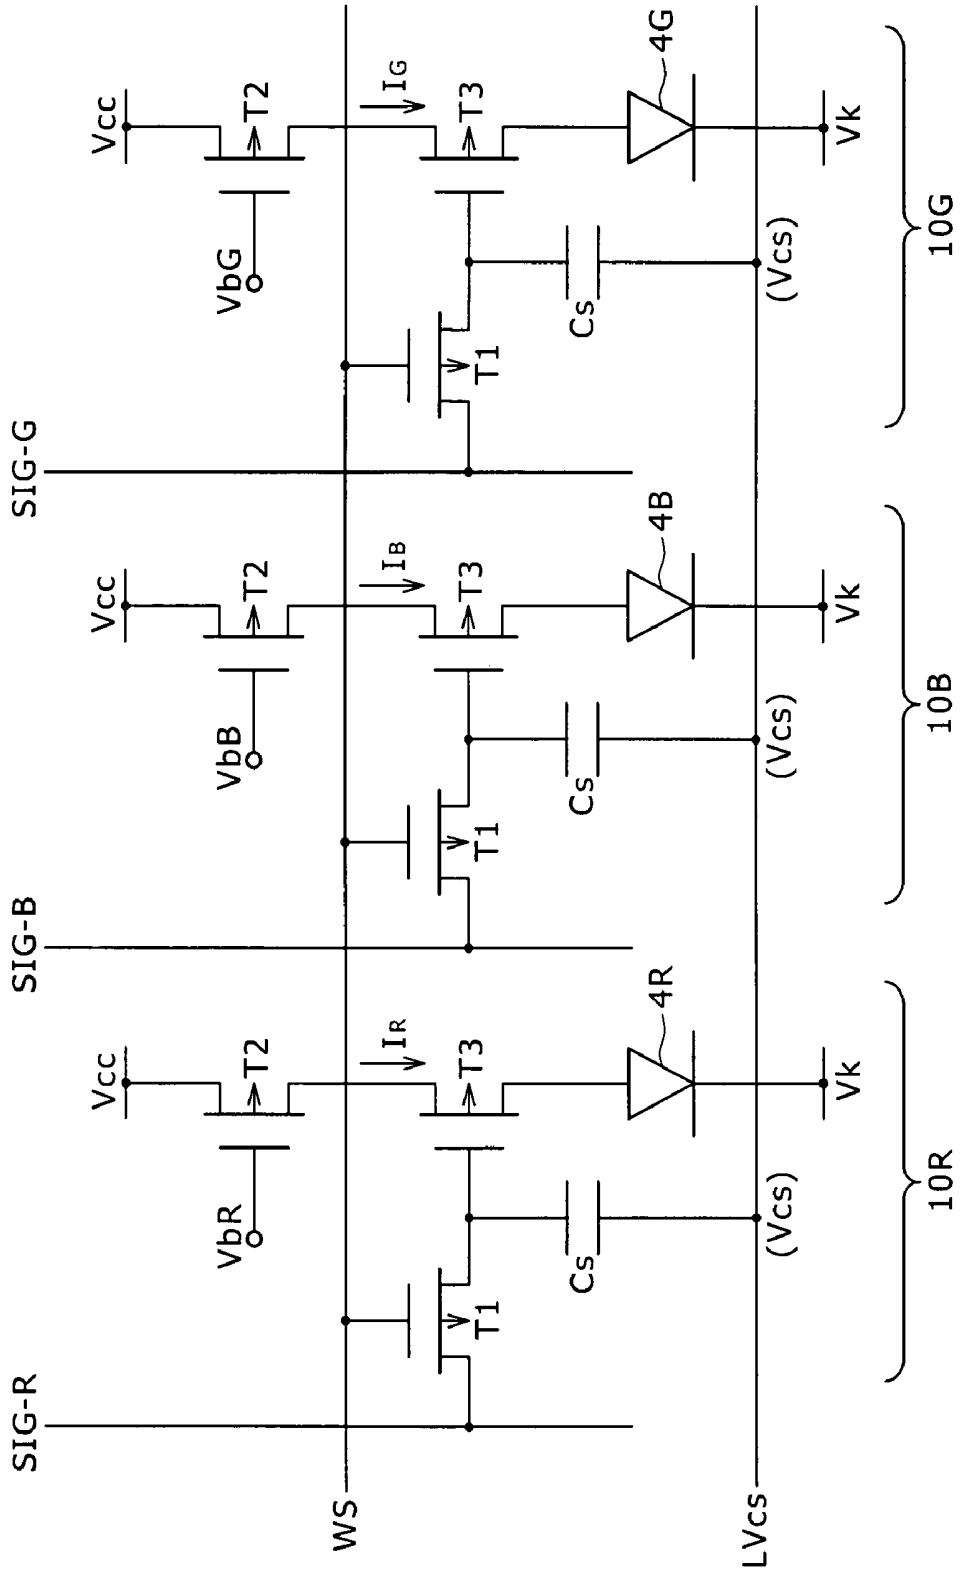 SIG-R
SIG-B
SIG-G
Vcc
Vcc
Vcc
VbR
T2
VbB
T2
VbG
T2
WS
IR
IB
IG
T1
T3
T1
T3
T1
T3
Cs
4R
Cs
4B
Cs
4G
LVcs
(Vcs)
(Vcs)
(Vcs)
Vk
Vk
Vk
10R
10B
10G